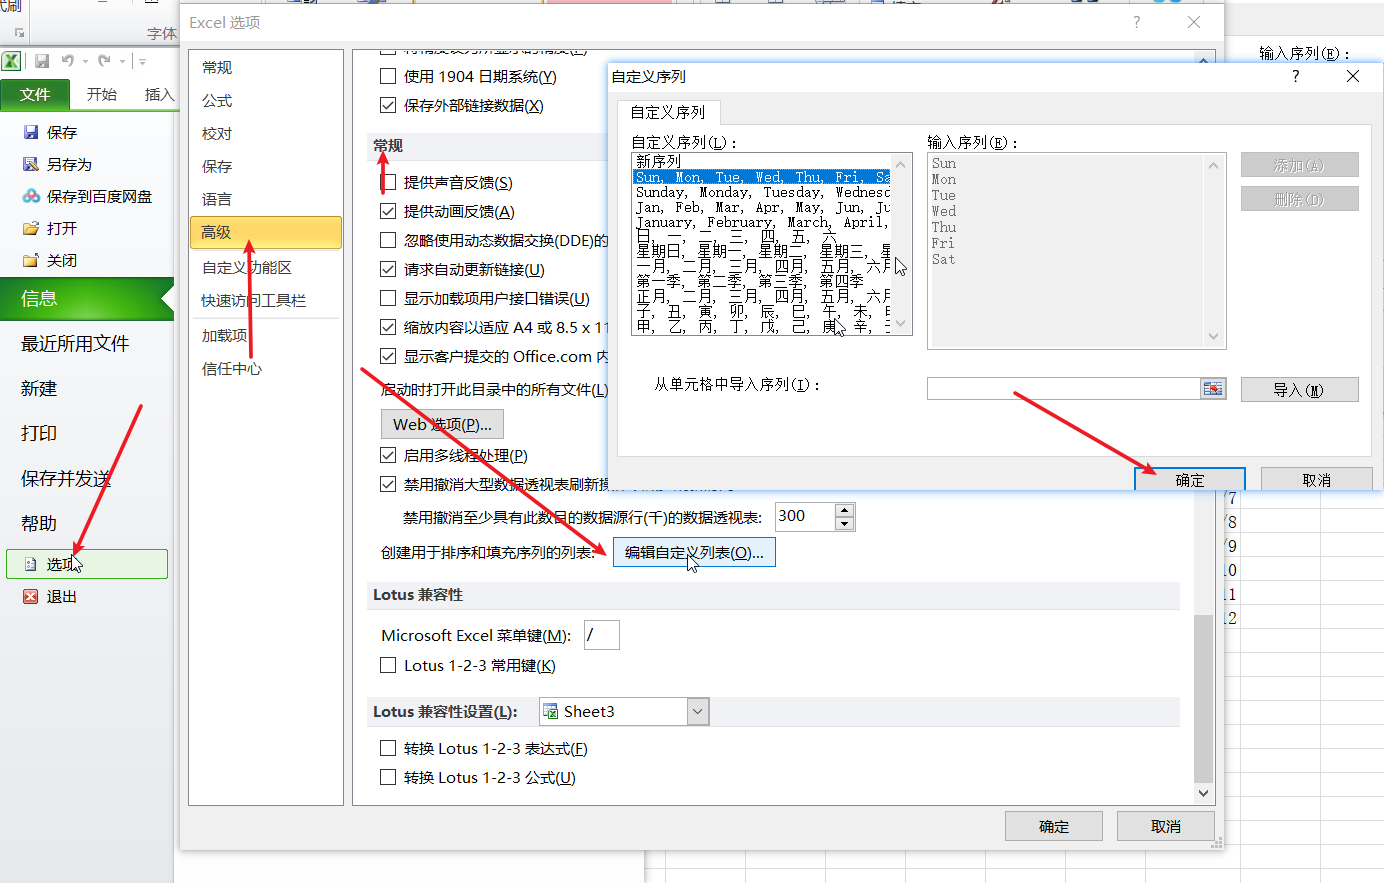 字体
文件
开始
插入
保存
另存为
保存到百度网盘
打开
关闭
信息
最近所用文件
新建
打印
保存并发送
帮助
选项
退出
Excel 选项
常规
公式
校对
保存
语言
高级
自定义功能区
快速访问工具栏
加载项
信任中心
使用 1904 日期系统(Y)
保存外部链接数据(X)
常规
提供声音反馈(S)
提供动画反馈(A)
忽略使用动态数据交换(DDE)的
请求自动更新链接(U)
显示加载项用户接口错误(U)
缩放内容以适应 A4 或 8.5 x 11
显示客户提交的 Office.com 内
启动时打开此目录中的所有文件(L)
Web 选项(P)...
启用多线程处理(P)
禁用撤消大型数据透视表刷新操
禁用撤消至少具有此数目的数据源行(千)的数据透视表:
300
创建用于排序和填充序列的列表:
编辑自定义列表(O)...
Lotus 兼容性
Microsoft Excel 菜单键(M):
/
Lotus 1-2-3 常用键(K)
Lotus 兼容性设置(L):
Sheet3
转换 Lotus 1-2-3 表达式(F)
转换 Lotus 1-2-3 公式(U)
确定
取消
输入序列(E)：
自定义序列
自定义序列
自定义序列(L)：
新序列
Sun, Mon, Tue, Wed, Thu, Fri, Sa
Sunday, Monday, Tuesday, Wednesd
Jan, Feb, Mar, Apr, May, Jun, Ju
January, February, March, April,
日, 一, 二, 三, 四, 五, 六
星期日, 星期一, 星期二, 星期三, 星
一月, 二月, 三月, 四月, 五月, 六月
第一季, 第二季, 第三季, 第四季
正月, 二月, 三月, 四月, 五月, 六月
子, 丑, 寅, 卯, 辰, 巳, 午, 未, 申
甲, 乙, 丙, 丁, 戊, 己, 庚, 辛, 壬
输入序列(E)：
Sun
Mon
Tue
Wed
Thu
Fri
Sat
添加(A)
删除(D)
从单元格中导入序列(I)：
导入(M)
确定
取消
/7
/8
/9
10
11
12